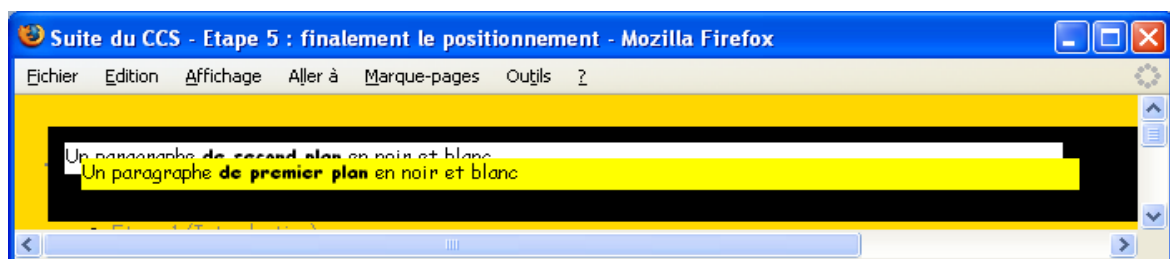 Suite du CCS - Etape 5 : finalement le positionnement - Mozilla Firefox
Fichier Edition Affichage Aller à Marque-pages Outils ?
Un paragraphe de second plan en noir et blanc
Un paragraphe de premier plan en noir et blanc